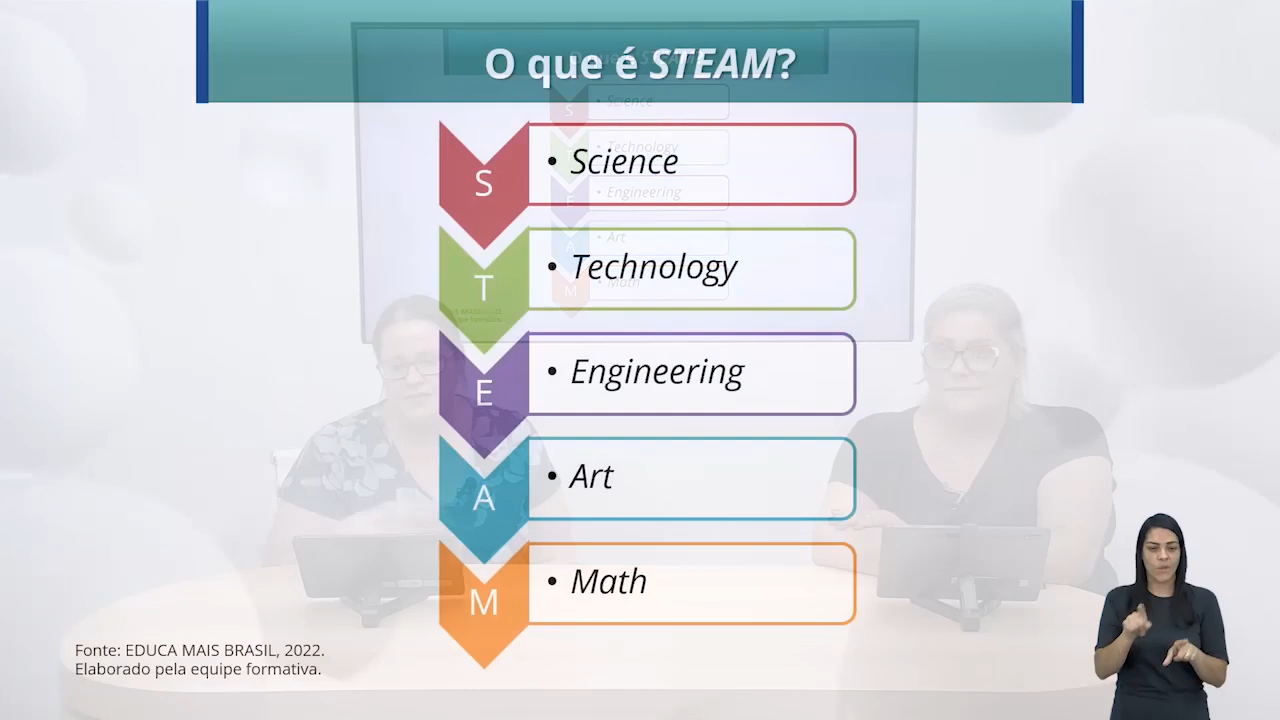 O que é STEAM?
S
• Science
T
• Technology
E
• Engineering
A
• Art
M
• Math
Fonte: EDUCA MAIS BRASIL, 2022.
Elaborado pela equipe formativa.